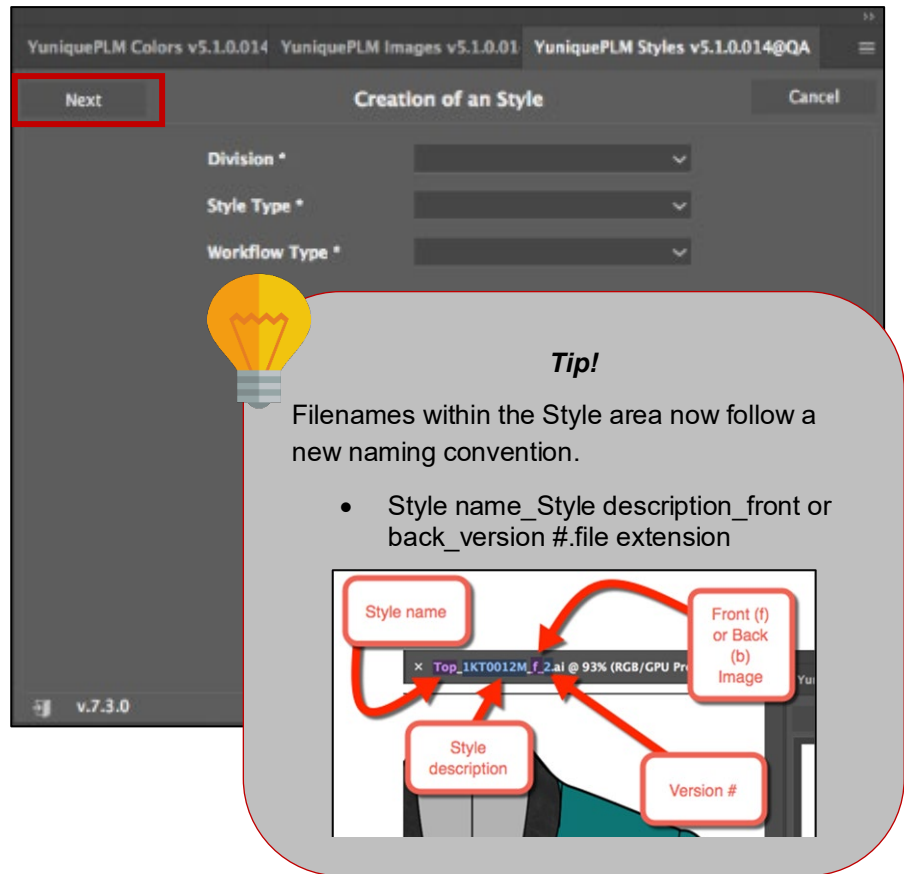 >>
YuniquePLM Colors v5.1.0.014 YuniquePLM Images v5.1.0.01 YuniquePLM Styles v5.1.0.014@QA
Next Creation of an Style Cancel
Division *
Style Type *
Workflow Type *
Tip!
Filenames within the Style area now follow a
new naming convention.
• Style name_Style description_front or
back_version #.file extension
Style name
Front (f)
or Back
(b)
Image
× Top_1KT0012M_f_2.ai @ 93% (RGB/GPU Pr
Yu
Style
description
Version #
v.7.3.0